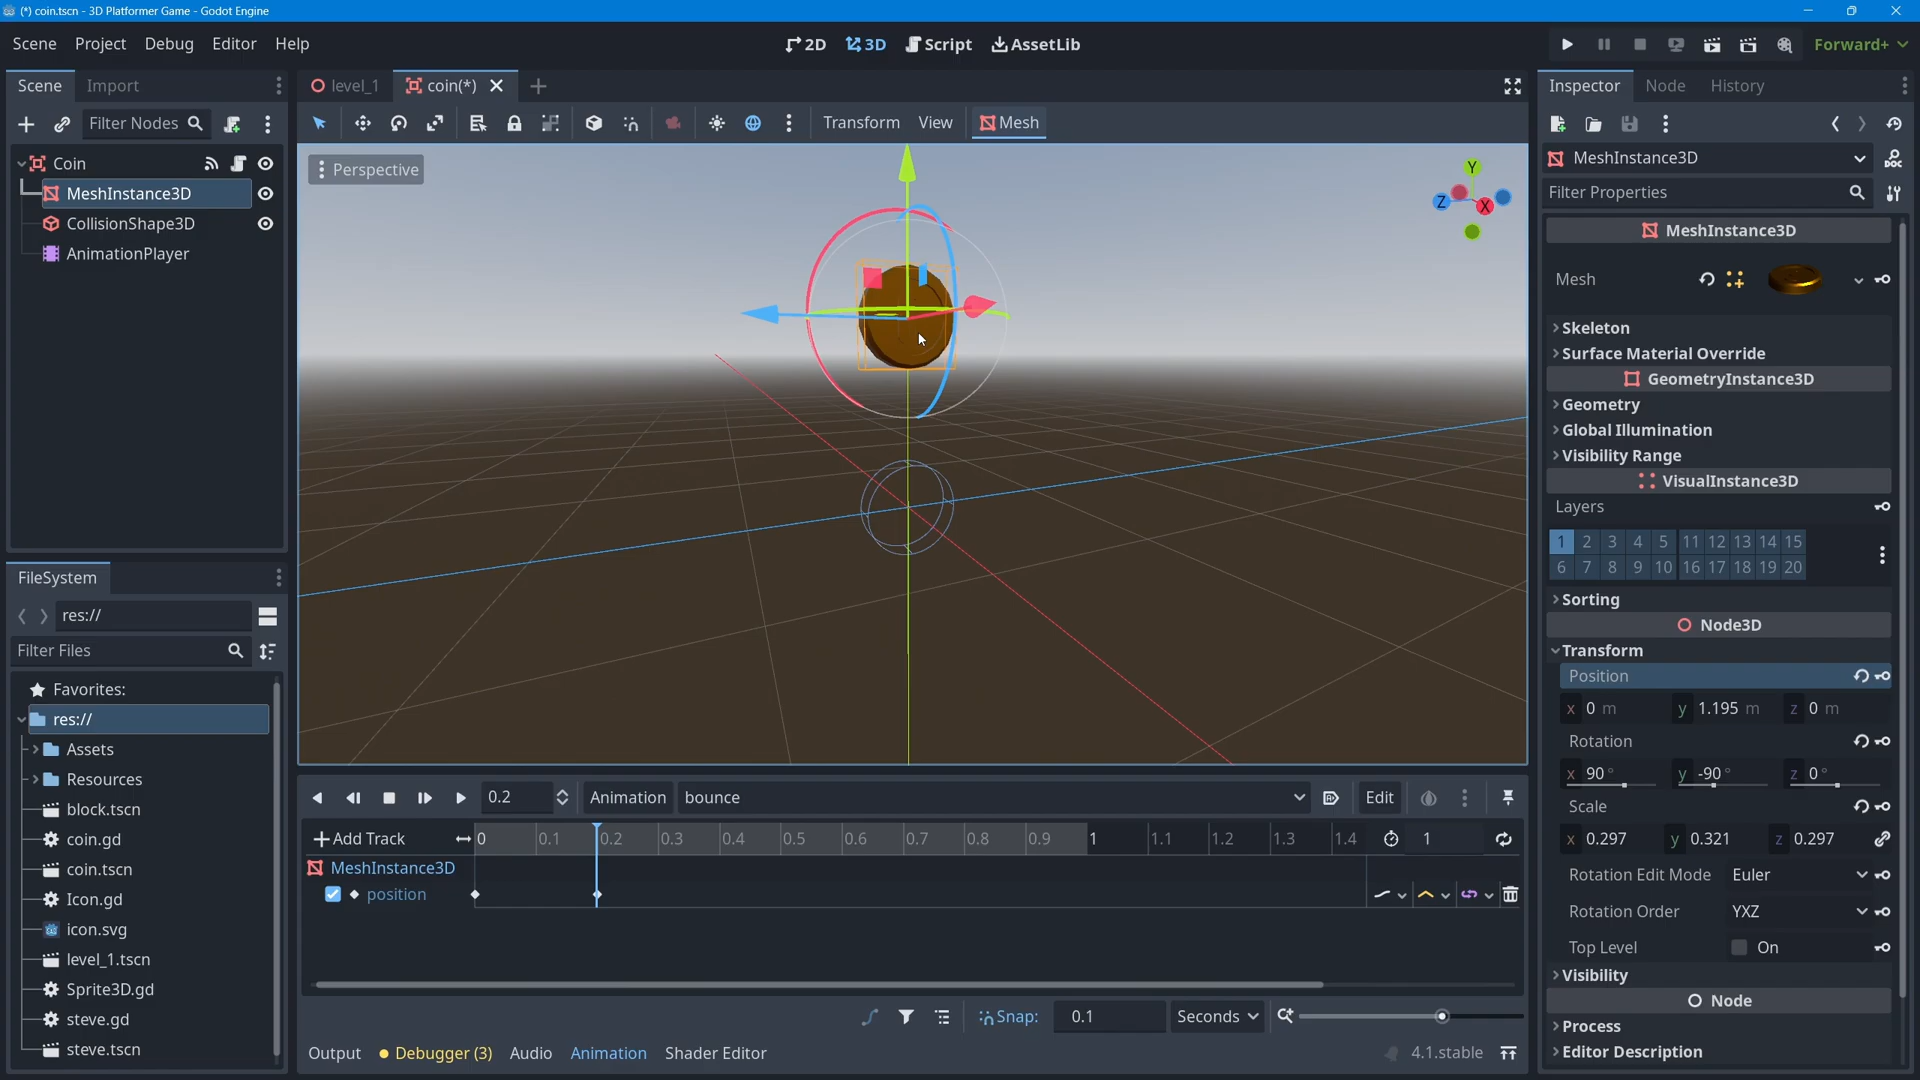 (*) coin.tscn - 3D Platformer Game - Godot Engine
Scene Project Debug Editor Help
2D 3D Script AssetLib
Forward+
Scene Import
level_1 coin(*)
Inspector Node History
Filter Nodes
Transform View Mesh
Coin
MeshInstance3D
CollisionShape3D
AnimationPlayer
Perspective
Y
Z
X
MeshInstance3D
Filter Properties
MeshInstance3D
Mesh
Skeleton
Surface Material Override
GeometryInstance3D
Geometry
Global Illumination
Visibility Range
VisualInstance3D
Layers
1 2 3 4 5 11 12 13 14 15
6 7 8 9 10 16 17 18 19 20
Sorting
Node3D
Transform
Position
x 0 m y 1.195 m z 0 m
Rotation
x 90 ° y -90 ° z 0 °
Scale
x 0.297 y 0.321 z 0.297
Rotation Edit Mode Euler
Rotation Order YXZ
Top Level On
Visibility
Node
Process
Editor Description
FileSystem
res://
Filter Files
Favorites:
res://
Assets
Resources
block.tscn
coin.gd
coin.tscn
Icon.gd
icon.svg
level_1.tscn
Sprite3D.gd
steve.gd
steve.tscn
0.2 Animation bounce Edit
Add Track 0 0.1 0.2 0.3 0.4 0.5 0.6 0.7 0.8 0.9 1 1.1 1.2 1.3 1.4 1
MeshInstance3D
position
Snap: 0.1 Seconds
Output Debugger (3) Audio Animation Shader Editor 4.1.stable